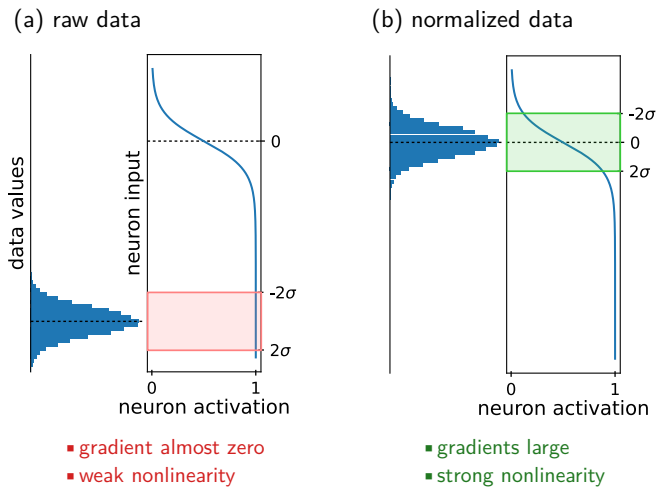 (a) raw data
data values
neuron input
0
-2σ
2σ
0 1
neuron activation
▪ gradient almost zero
▪ weak nonlinearity
(b) normalized data
-2σ
0
2σ
0 1
neuron activation
▪ gradients large
▪ strong nonlinearity